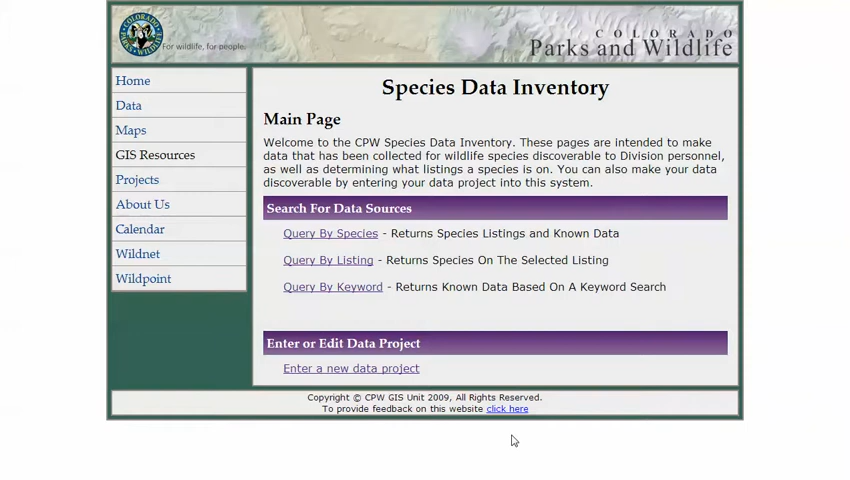 COLORADO PARKS WILDLIFE
For wildlife, for people.
COLORADO
Parks and Wildlife
Home
Data
Maps
GIS Resources
Projects
About Us
Calendar
Wildnet
Wildpoint
Species Data Inventory
Main Page
Welcome to the CPW Species Data Inventory. These pages are intended to make
data that has been collected for wildlife species discoverable to Division personnel,
as well as determining what listings a species is on. You can also make your data
discoverable by entering your data project into this system.
Search For Data Sources
Query By Species - Returns Species Listings and Known Data
Query By Listing - Returns Species On The Selected Listing
Query By Keyword - Returns Known Data Based On A Keyword Search
Enter or Edit Data Project
Enter a new data project
Copyright © CPW GIS Unit 2009, All Rights Reserved.
To provide feedback on this website click here